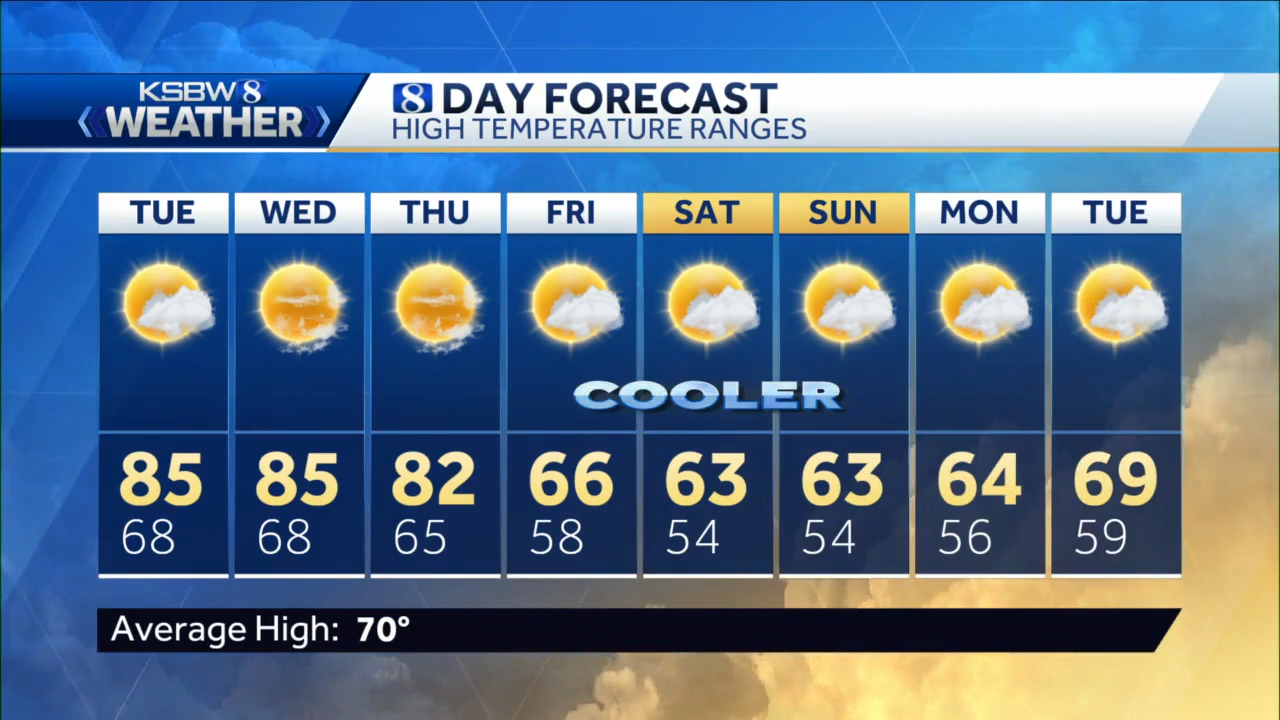 KSBW 8
WEATHER
8 DAY FORECAST
HIGH TEMPERATURE RANGES
TUE WED THU FRI SAT SUN MON TUE
COOLER
85 85 82 66 63 63 64 69
68 68 65 58 54 54 56 59
Average High: 70°